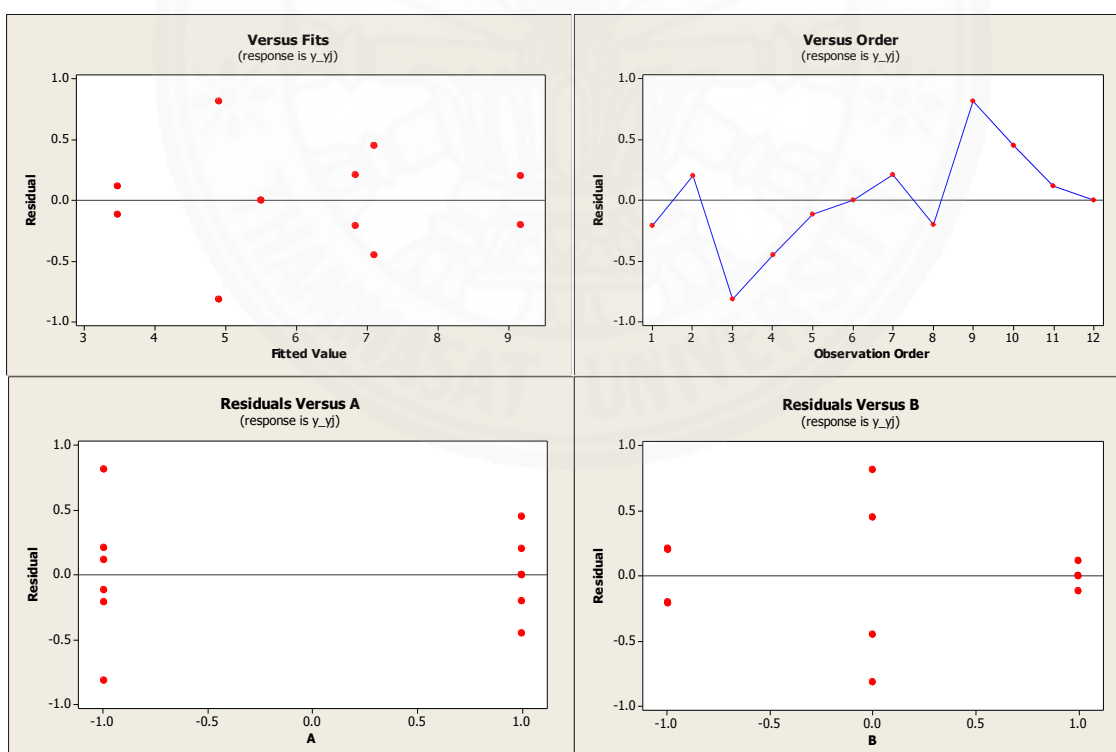 Versus Fits
(response is y_yj)
1.0
0.5
0.0
-0.5
-1.0
Residual
3 4 5 6 7 8 9
Fitted Value
Versus Order
(response is y_yj)
1.0
0.5
0.0
-0.5
-1.0
Residual
1 2 3 4 5 6 7 8 9 10 11 12
Observation Order
Residuals Versus A
(response is y_yj)
1.0
0.5
0.0
-0.5
-1.0
Residual
-1.0 -0.5 0.0 0.5 1.0
A
Residuals Versus B
(response is y_yj)
1.0
0.5
0.0
-0.5
-1.0
Residual
-1.0 -0.5 0.0 0.5 1.0
B